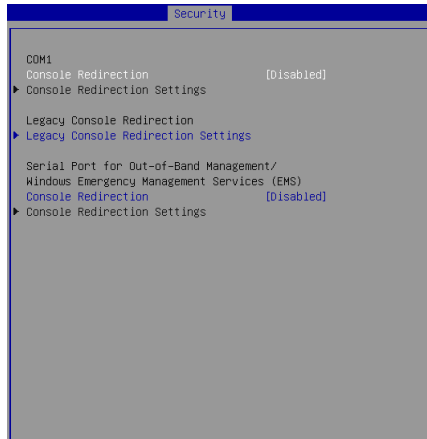 Security
COM1
Console Redirection [Disabled]
Console Redirection Settings
Legacy Console Redirection
Legacy Console Redirection Settings
Serial Port for Out-of-Band Management/
Windows Emergency Management Services (EMS)
Console Redirection [Disabled]
Console Redirection Settings